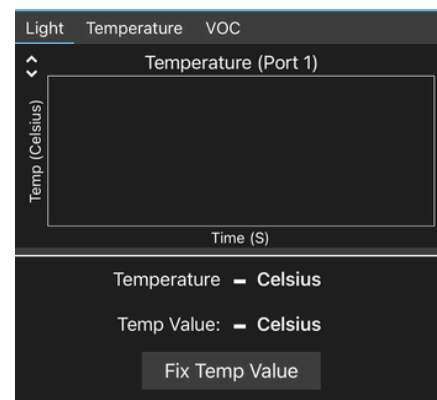 Light Temperature VOC
Temperature (Port 1)
Temp (Celsius)
Time (S)
Temperature – Celsius
Temp Value: – Celsius
Fix Temp Value